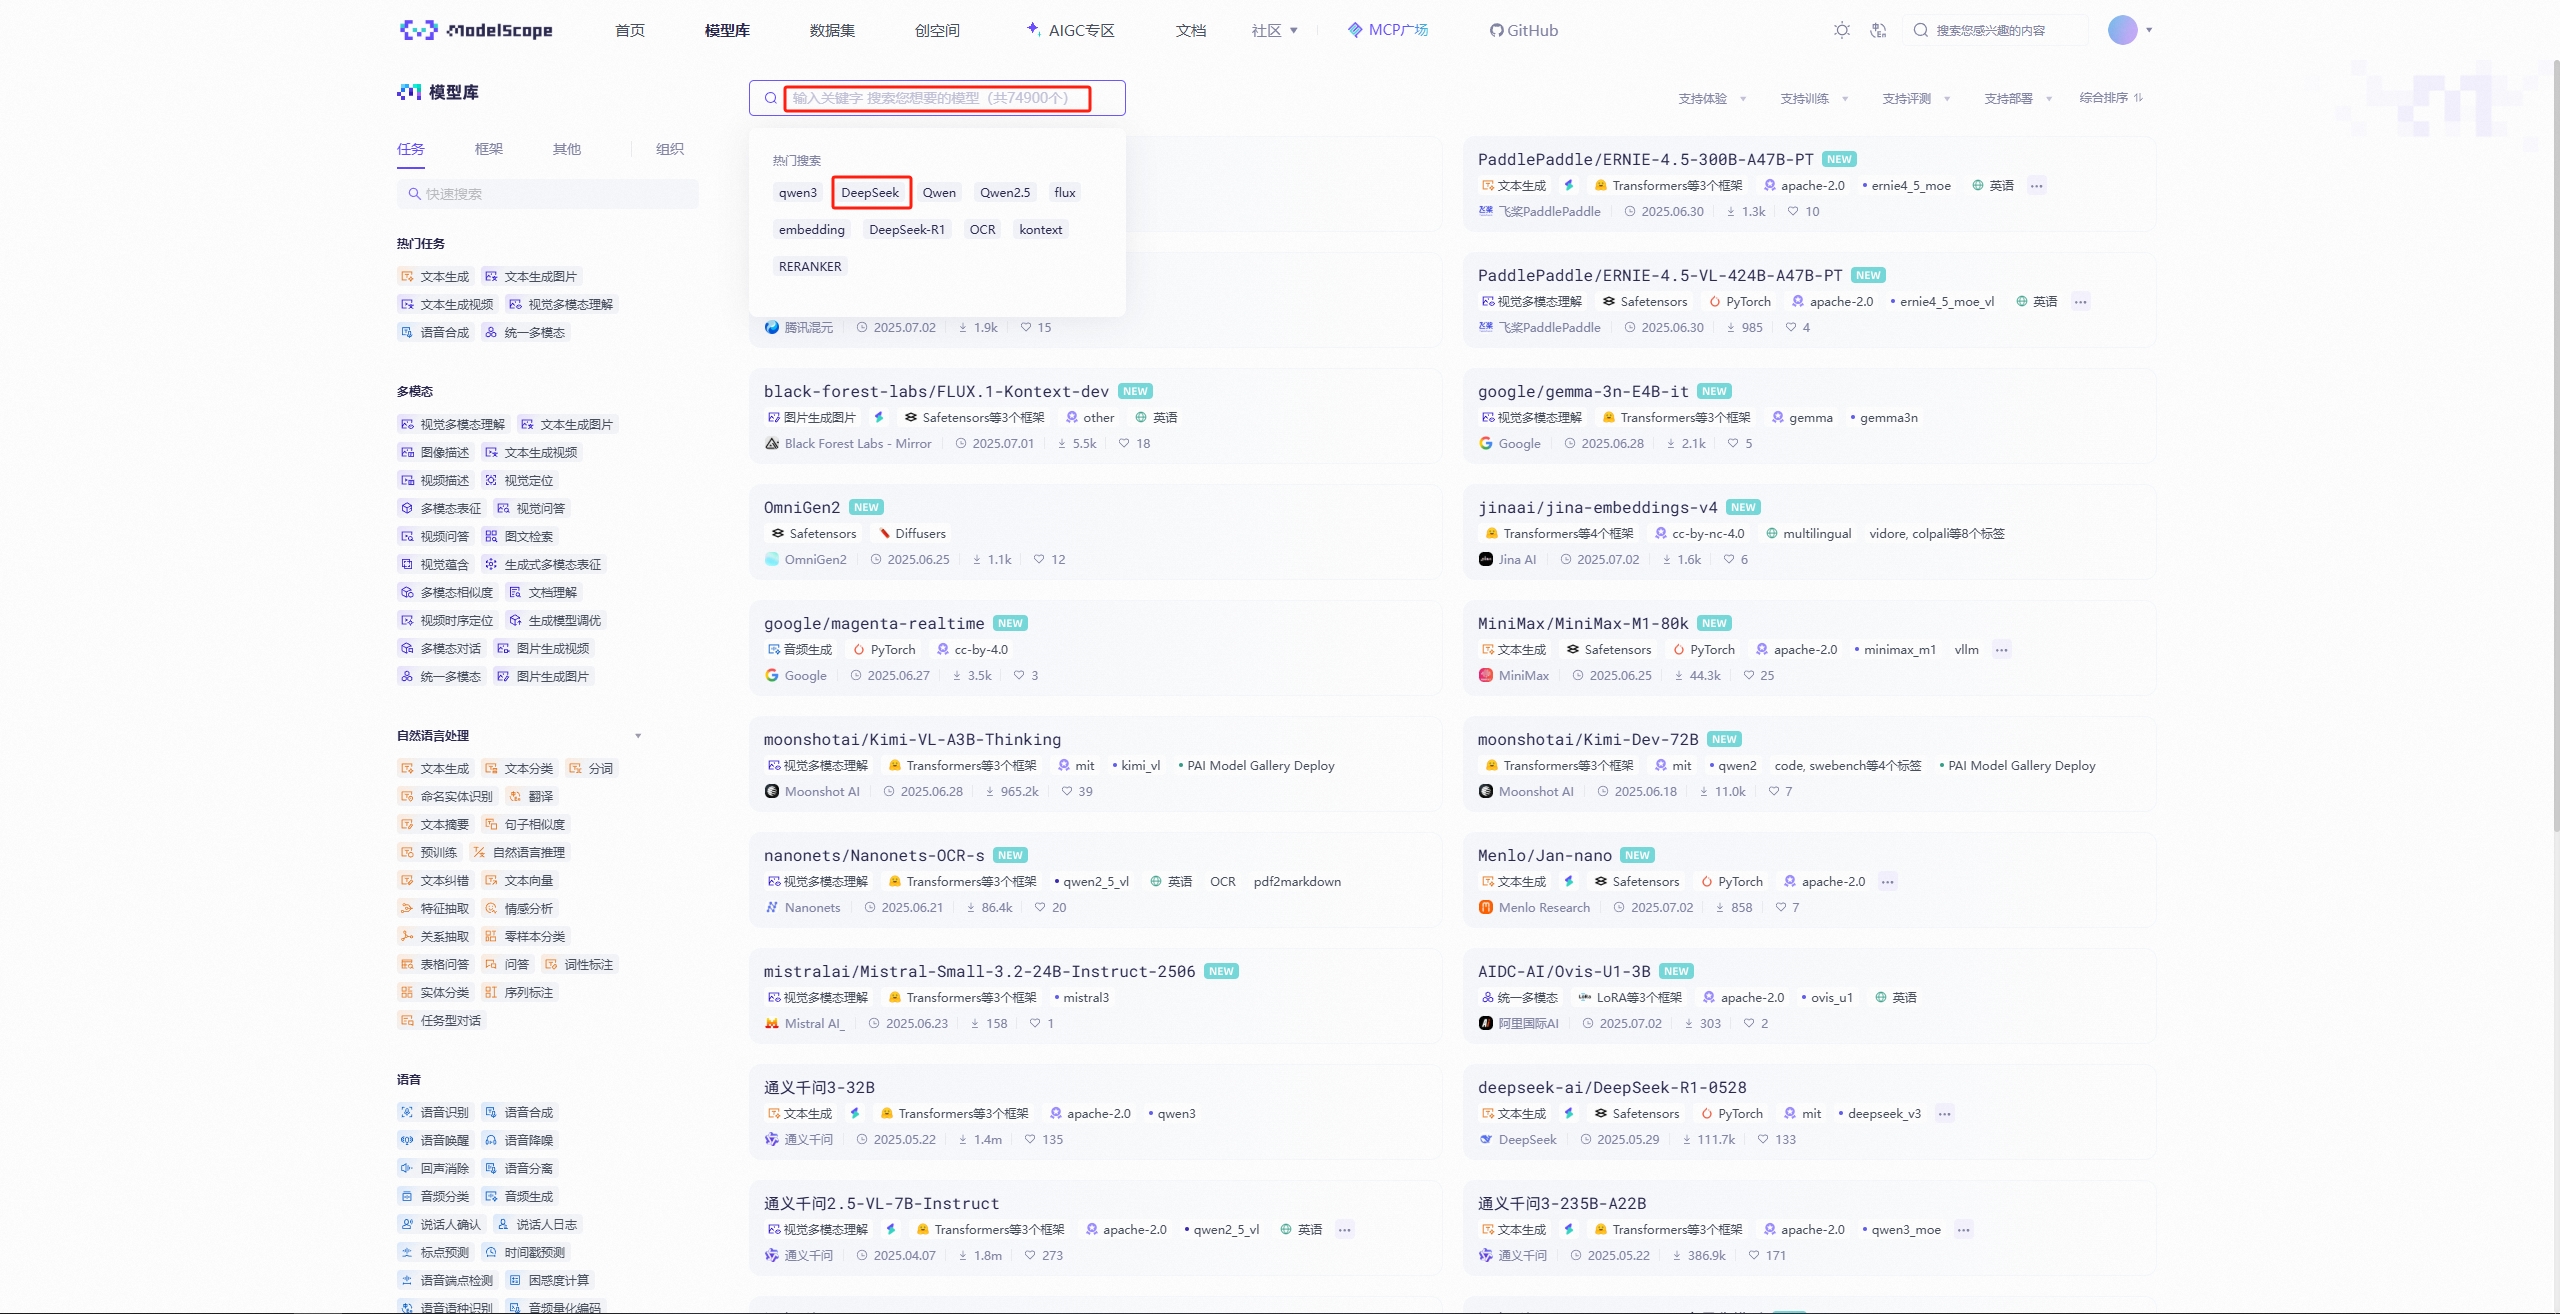 ModelScope
首页
模型库
数据集
创空间
AIGC专区
文档
社区
MCP广场
GitHub
搜索您感兴趣的内容
模型库
任务 框架 其他 组织
快速搜索
热门任务
文本生成 文本生成图片
文本生成视频 视觉多模态理解
语音合成 统一多模态
多模态
视觉多模态理解 文本生成图片
图像描述 文本生成视频
视频描述 视觉定位
多模态表征 视觉问答
视频问答 图文检索
视觉蕴含 生成式多模态表征
多模态相似度 文档理解
视频时序定位 生成模型调优
多模态对话 图片生成视频
统一多模态 图片生成图片
自然语言处理
文本生成 文本分类 分词
命名实体识别 翻译
文本摘要 句子相似度
预训练 自然语言推理
文本纠错 文本向量
特征抽取 情感分析
关系抽取 零样本分类
表格问答 问答 词性标注
实体分类 序列标注
任务型对话
语音
语音识别 语音合成
语音唤醒 语音降噪
回声消除 语音分离
音频分类 音频生成
说话人确认 说话人日志
标点预测 时间戳预测
语音端点检测 困惑度计算
语音语种识别 音频量化编码
输入关键字 搜索您想要的模型（共74900个）
支持体验 支持训练 支持评测 支持部署 综合排序
热门搜索
qwen3 DeepSeek Qwen Qwen2.5 flux
embedding DeepSeek-R1 OCR kontext
RERANKER
腾讯混元 2025.07.02 1.9k 15
PaddlePaddle/ERNIE-4.5-300B-A47B-PT NEW
文本生成 Transformers等3个框架 apache-2.0 ernie4_5_moe 英语 ...
飞桨PaddlePaddle 2025.06.30 1.3k 10
PaddlePaddle/ERNIE-4.5-VL-424B-A47B-PT NEW
视觉多模态理解 Safetensors PyTorch apache-2.0 ernie4_5_moe_vl 英语 ...
飞桨PaddlePaddle 2025.06.30 985 4
black-forest-labs/FLUX.1-Kontext-dev NEW
图片生成图片 Safetensors等3个框架 other 英语
Black Forest Labs - Mirror 2025.07.01 5.5k 18
google/gemma-3n-E4B-it NEW
视觉多模态理解 Transformers等3个框架 gemma gemma3n
Google 2025.06.28 2.1k 5
OmniGen2 NEW
Safetensors Diffusers
OmniGen2 2025.06.25 1.1k 12
jinaai/jina-embeddings-v4 NEW
Transformers等4个框架 cc-by-nc-4.0 multilingual vidore, colpali等8个标签
Jina AI 2025.07.02 1.6k 6
google/magenta-realtime NEW
音频生成 PyTorch cc-by-4.0
Google 2025.06.27 3.5k 3
MiniMax/MiniMax-M1-80k NEW
文本生成 Safetensors PyTorch apache-2.0 minimax_m1 vllm ...
MiniMax 2025.06.25 44.3k 25
moonshotai/Kimi-VL-A3B-Thinking
视觉多模态理解 Transformers等3个框架 mit kimi_vl PAI Model Gallery Deploy
Moonshot AI 2025.06.28 965.2k 39
moonshotai/Kimi-Dev-72B NEW
Transformers等3个框架 mit qwen2 code, swebench等4个标签 PAI Model Gallery Deploy
Moonshot AI 2025.06.18 11.0k 7
nanonets/Nanonets-OCR-s NEW
视觉多模态理解 Transformers等3个框架 qwen2_5_vl 英语 OCR pdf2markdown
Nanonets 2025.06.21 86.4k 20
Menlo/Jan-nano NEW
文本生成 Safetensors PyTorch apache-2.0 ...
Menlo Research 2025.07.02 858 7
mistralai/Mistral-Small-3.2-24B-Instruct-2506 NEW
视觉多模态理解 Transformers等3个框架 mistral3
Mistral AI_ 2025.06.23 158 1
AIDC-AI/Ovis-U1-3B NEW
统一多模态 LoRA等3个框架 apache-2.0 ovis_u1 英语
阿里国际AI 2025.07.02 303 2
通义千问3-32B
文本生成 Transformers等3个框架 apache-2.0 qwen3
通义千问 2025.05.22 1.4m 135
deepseek-ai/DeepSeek-R1-0528
文本生成 Safetensors PyTorch mit deepseek_v3 ...
DeepSeek 2025.05.29 111.7k 133
通义千问2.5-VL-7B-Instruct
视觉多模态理解 Transformers等3个框架 apache-2.0 qwen2_5_vl 英语 ...
通义千问 2025.04.07 1.8m 273
通义千问3-235B-A22B
文本生成 Transformers等3个框架 apache-2.0 qwen3_moe ...
通义千问 2025.05.22 386.9k 171